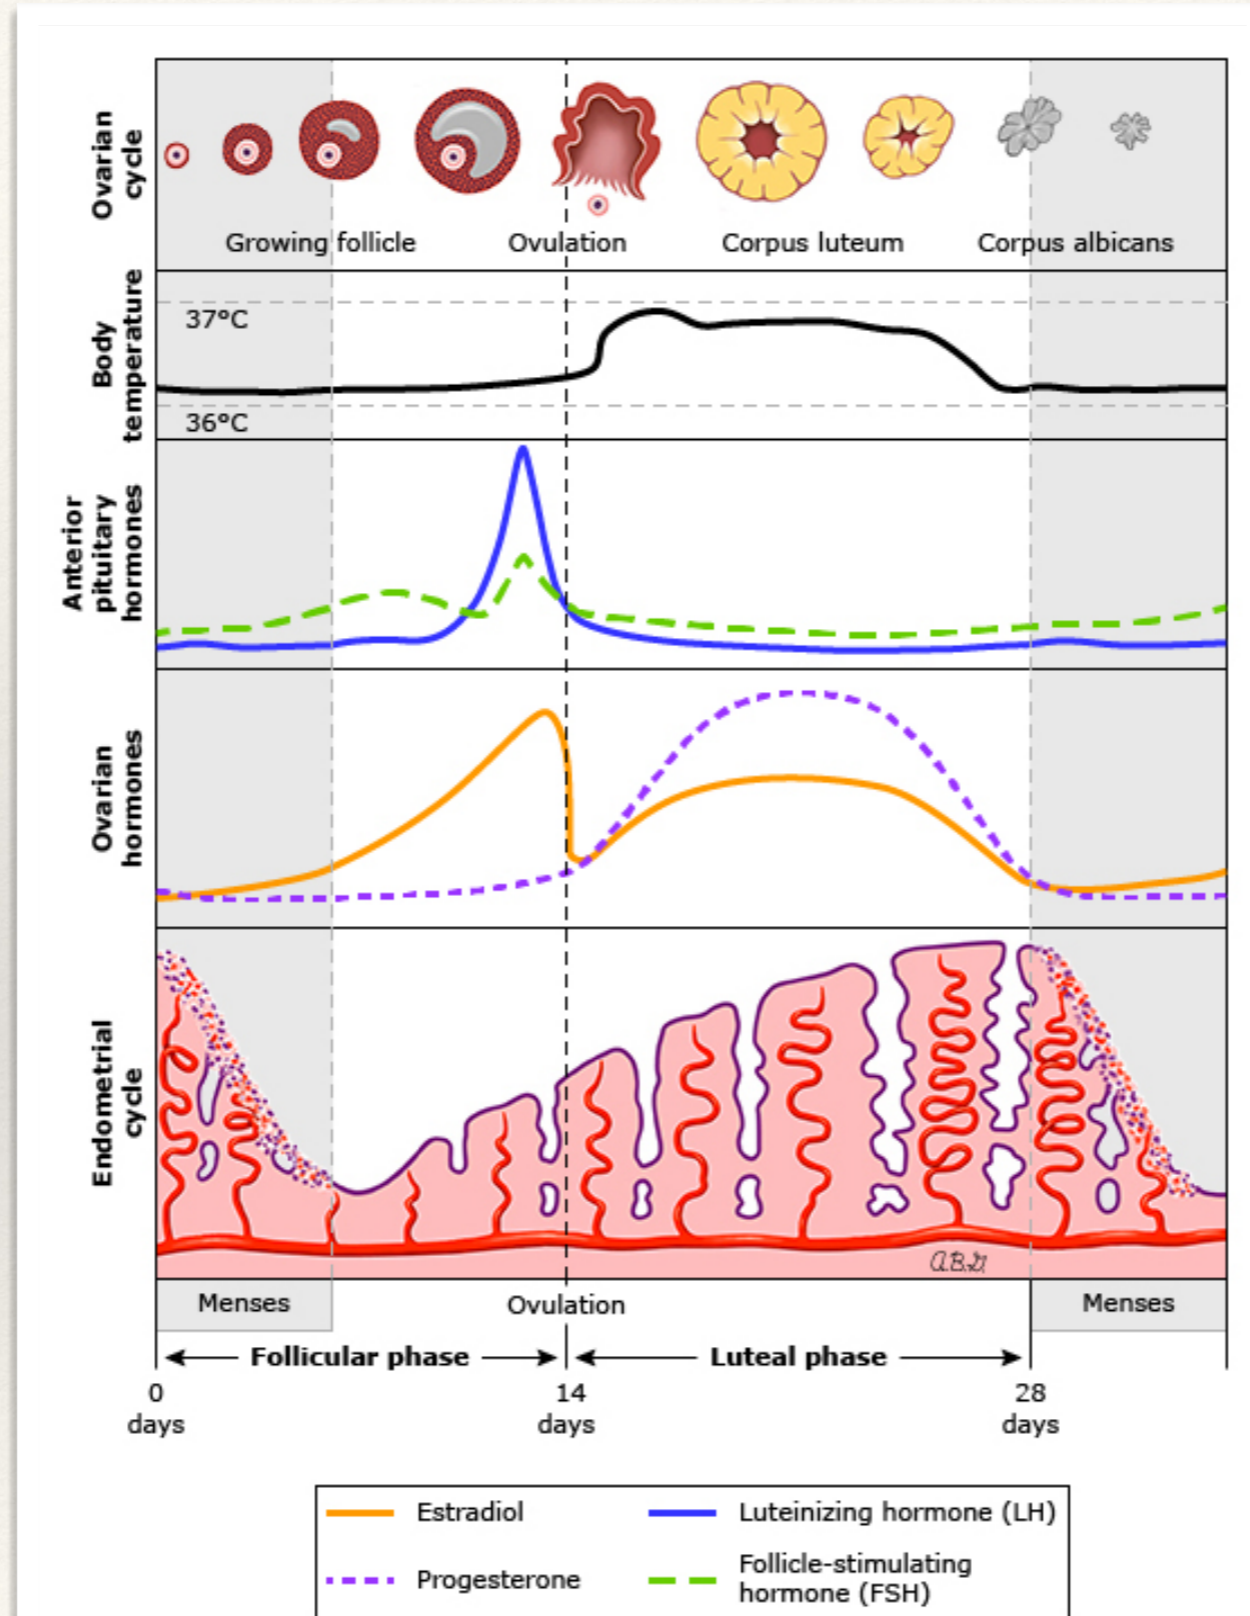 Ovarian
cycle
Growing follicle
Ovulation
Corpus luteum
Corpus albicans
Body
temperature
37°C
36°C
Anterior
pituitary
hormones
Ovarian
hormones
Endometrial
cycle
Menses
Ovulation
Menses
Follicular phase
Luteal phase
0
days
14
days
28
days
Estradiol
Luteinizing hormone (LH)
Progesterone
Follicle-stimulating
hormone (FSH)